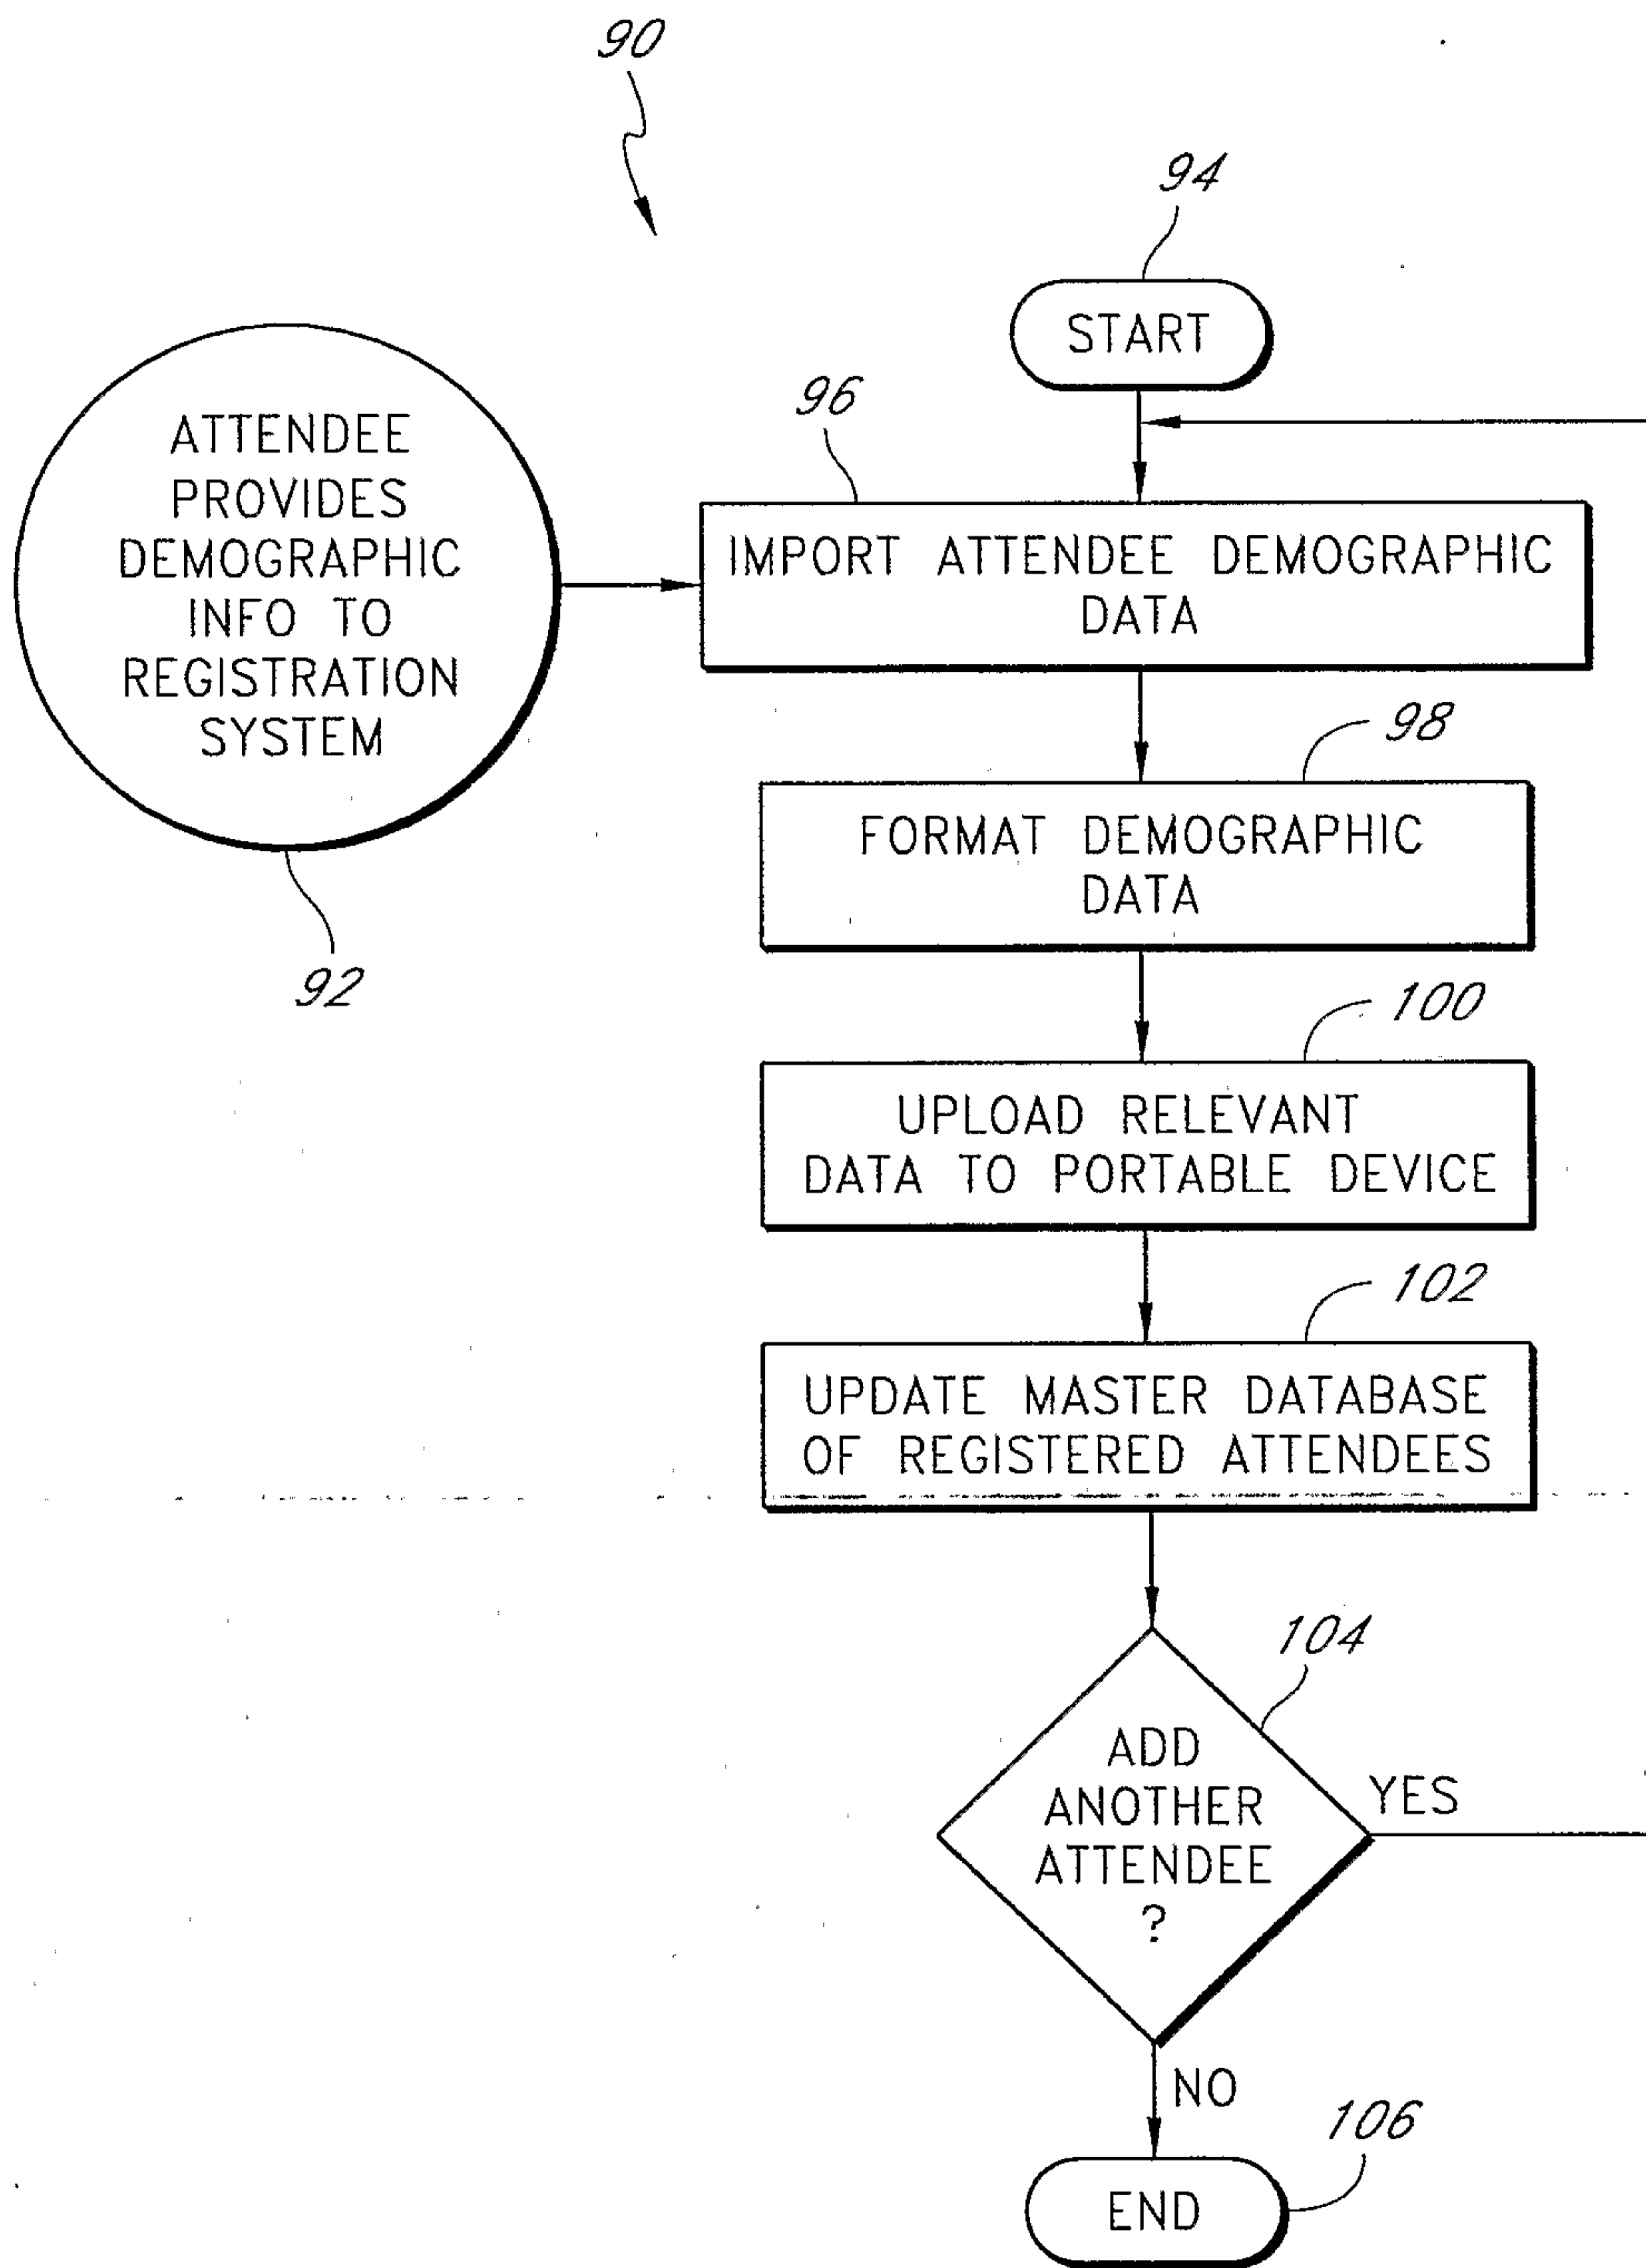 90
94
START
96
ATTENDEE
PROVIDES
DEMOGRAPHIC
INFO TO
REGISTRATION
SYSTEM
92
IMPORT ATTENDEE DEMOGRAPHIC
DATA
98
FORMAT DEMOGRAPHIC
DATA
100
UPLOAD RELEVANT
DATA TO PORTABLE DEVICE
102
UPDATE MASTER DATABASE
OF REGISTERED ATTENDEES
104
ADD
ANOTHER
ATTENDEE
?
YES
NO
106
END